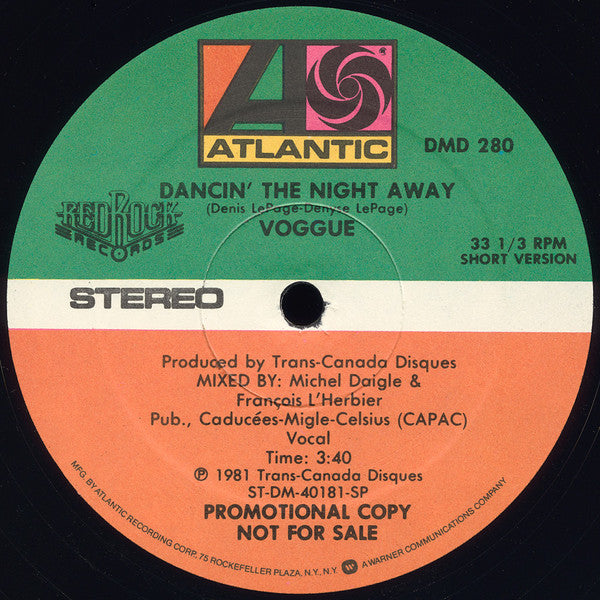 A
ATLANTIC
DMD 280
DANCIN' THE NIGHT AWAY
(Denis LePage-Denyse LePage)
VOGGUE
REDROCK
RECORDS
33 1/3 RPM
SHORT VERSION
STEREO
Produced by Trans-Canada Disques
MIXED BY: Michel Daigle &
François L'Herbier
Pub., Caducées-Migle-Celsius (CAPAC)
Vocal
Time: 3:40
℗ 1981 Trans-Canada Disques
ST-DM-40181-SP
PROMOTIONAL COPY
NOT FOR SALE
MFG. BY ATLANTIC RECORDING CORP. 75 ROCKEFELLER PLAZA, N.Y., N.Y. A WARNER COMMUNICATIONS COMPANY